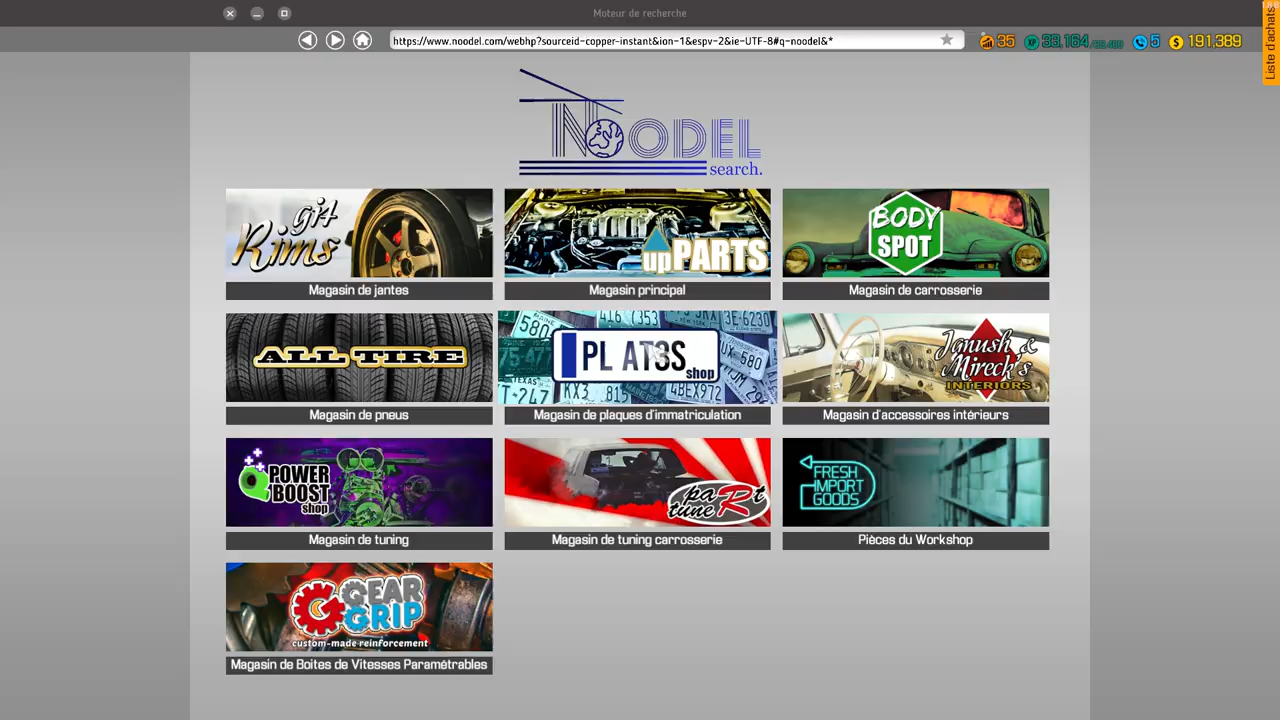 Moteur de recherche
https://www.noodel.com/webhp?sourceid-copper-instant&ion-1&espv-2&ie-UTF-8#q-noodel&*
35
5
191,389
Liste d'achats
NOODEL
search.
gj4
Rims
upPARTS
BODY
SPOT
Magasin de jantes
Magasin principal
Magasin de carrosserie
ALL TIRE
PL AT3S
shop
Janush &
Mireck's
INTERIORS
Magasin de pneus
Magasin de plaques d'immatriculation
Magasin d'accessoires intérieurs
POWER
BOOST
shop
paRt
tune
FRESH
IMPORT
GOODS
Magasin de tuning
Magasin de tuning carrosserie
Pièces du Workshop
GEAR
GRIP
custom-made reinforcement
Magasin de Boites de Vitesses Paramétrables